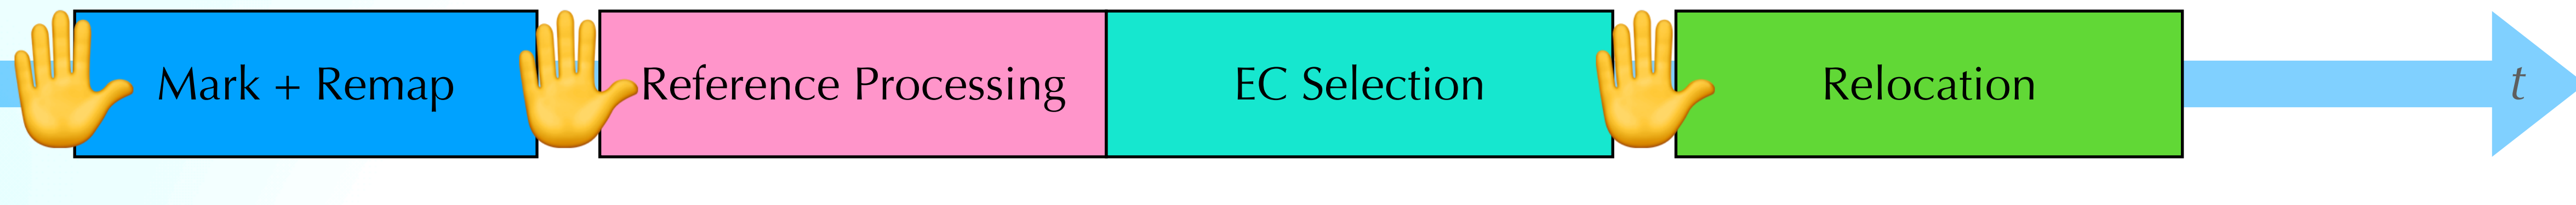 Mark + Remap
Reference Processing
EC Selection
Relocation
t